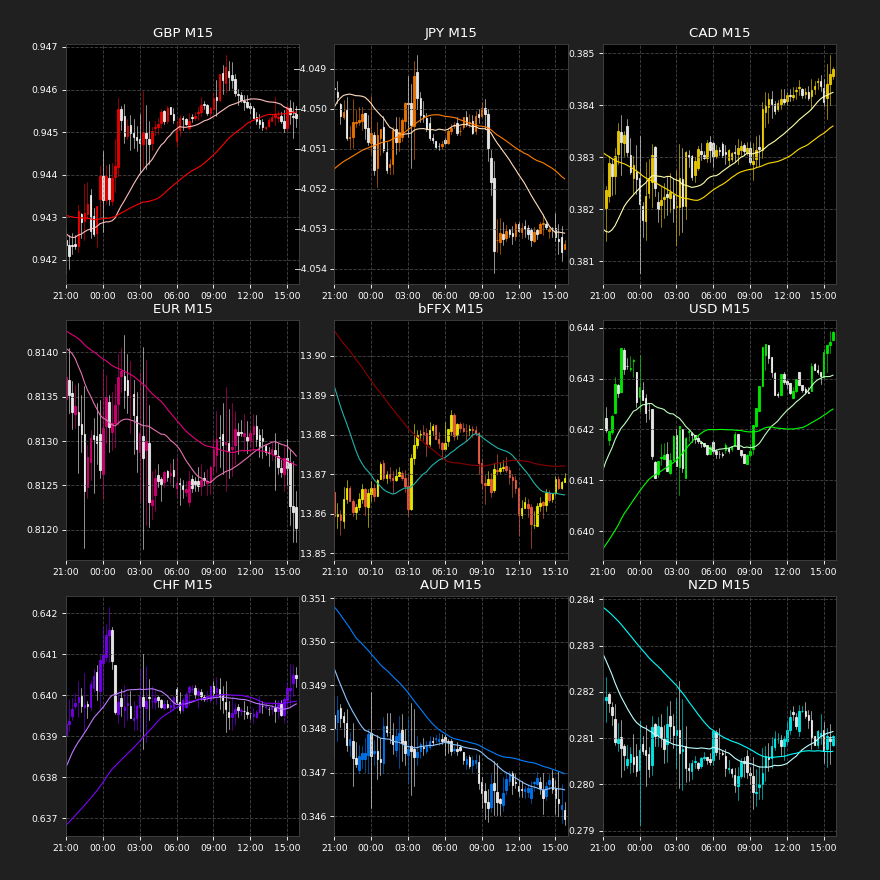 GBP M15
0.947
0.946
0.945
0.944
0.943
0.942
21:00 00:00 03:00 06:00 09:00 12:00 15:00
JPY M15
−4.049
−4.050
−4.051
−4.052
−4.053
−4.054
21:00 00:00 03:00 06:00 09:00 12:00 15:00
CAD M15
0.385
0.384
0.383
0.382
0.381
21:00 00:00 03:00 06:00 09:00 12:00 15:00
EUR M15
0.8140
0.8135
0.8130
0.8125
0.8120
21:00 00:00 03:00 06:00 09:00 12:00 15:00
bFFX M15
13.90
13.89
13.88
13.87
13.86
13.85
21:10 00:10 03:10 06:10 09:10 12:10 15:10
USD M15
0.644
0.643
0.642
0.641
0.640
21:00 00:00 03:00 06:00 09:00 12:00 15:00
CHF M15
0.642
0.641
0.640
0.639
0.638
0.637
21:00 00:00 03:00 06:00 09:00 12:00 15:00
AUD M15
0.351
0.350
0.349
0.348
0.347
0.346
21:00 00:00 03:00 06:00 09:00 12:00 15:00
NZD M15
0.284
0.283
0.282
0.281
0.280
0.279
21:00 00:00 03:00 06:00 09:00 12:00 15:00